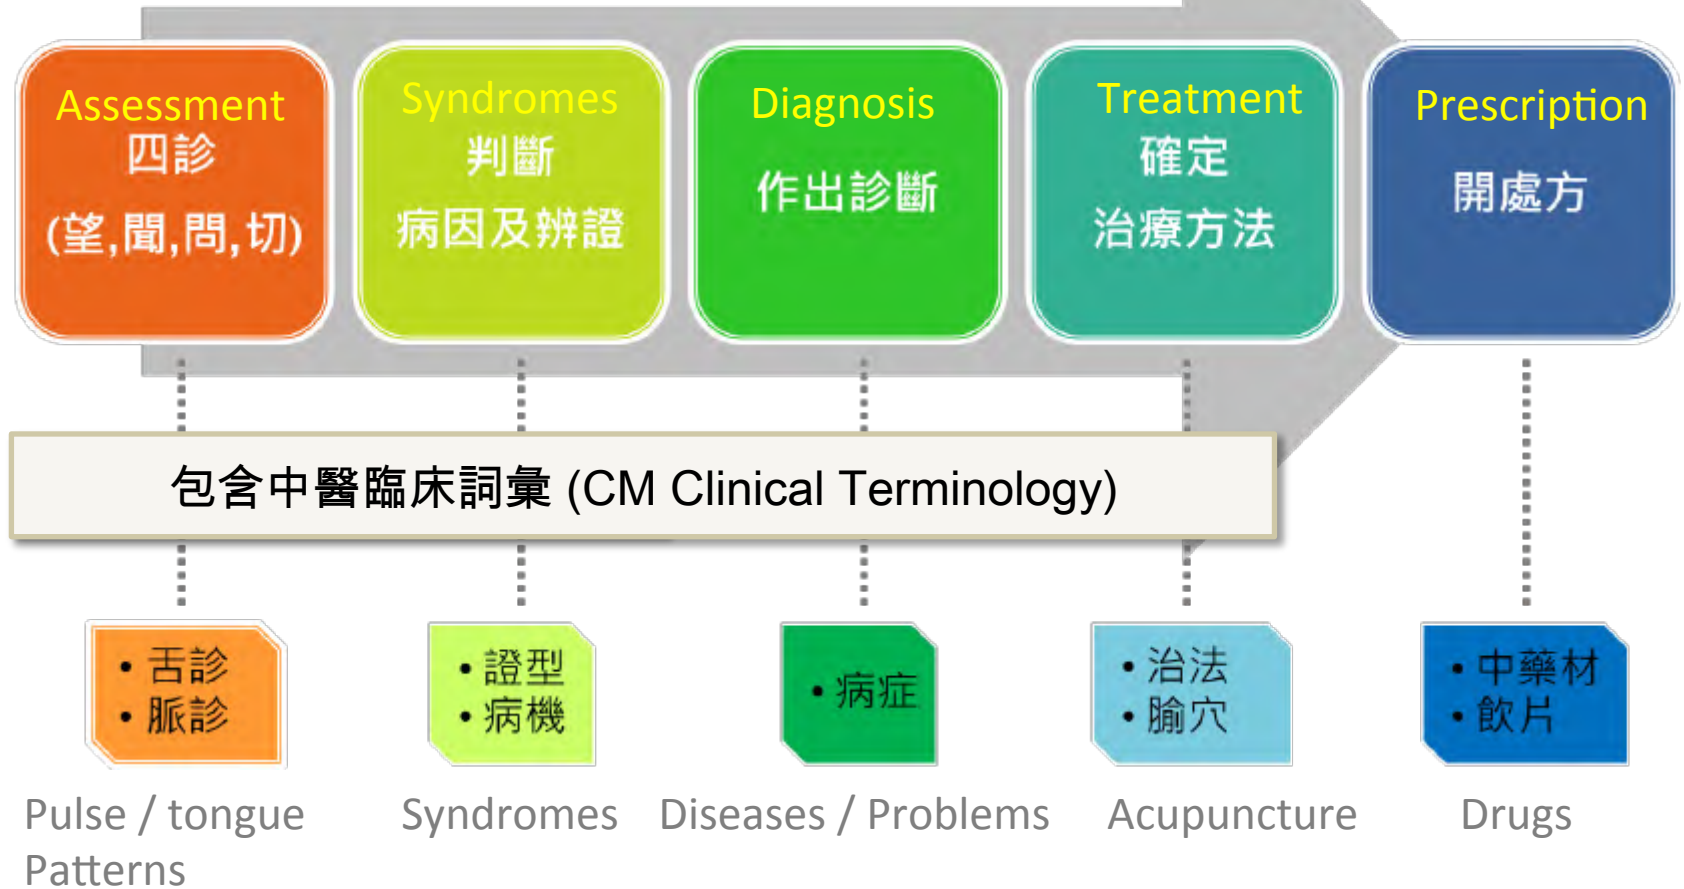 Assessment
四診
(望,聞,問,切)
Syndromes
判斷
病因及辨證
Diagnosis
作出診斷
Treatment
確定
治療方法
Prescription
開處方
包含中醫臨床詞彙 (CM Clinical Terminology)
• 舌診
• 脈診
• 證型
• 病機
• 病症
• 治法
• 腧穴
• 中藥材
• 飲片
Pulse / tongue
Patterns
Syndromes
Diseases / Problems
Acupuncture
Drugs